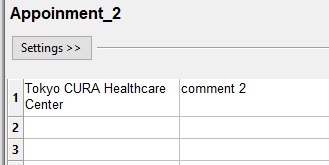 Appoinment_2
Settings >>
1 Tokyo CURA Healthcare Center comment 2
2
3